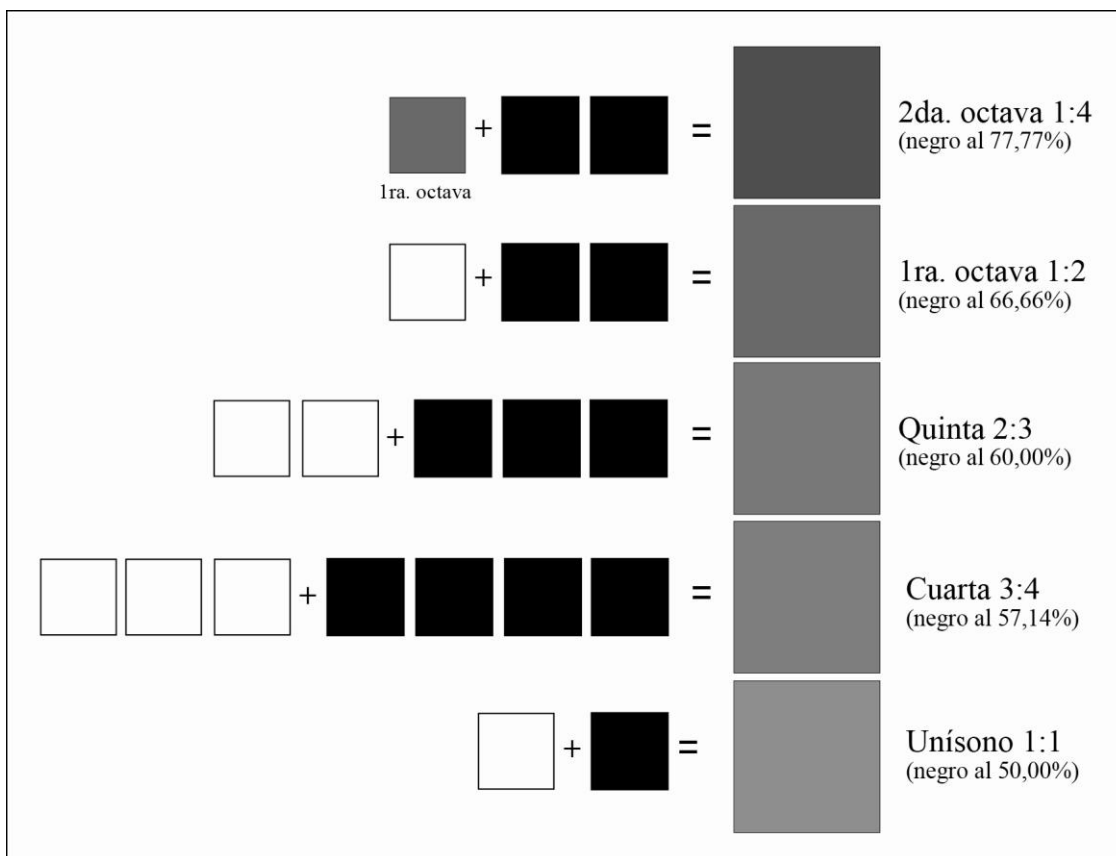 + = 2da. octava 1:4
(negro al 77,77%)
1ra. octava
+ = 1ra. octava 1:2
(negro al 66,66%)
+ = Quinta 2:3
(negro al 60,00%)
+ = Cuarta 3:4
(negro al 57,14%)
+ = Unísono 1:1
(negro al 50,00%)